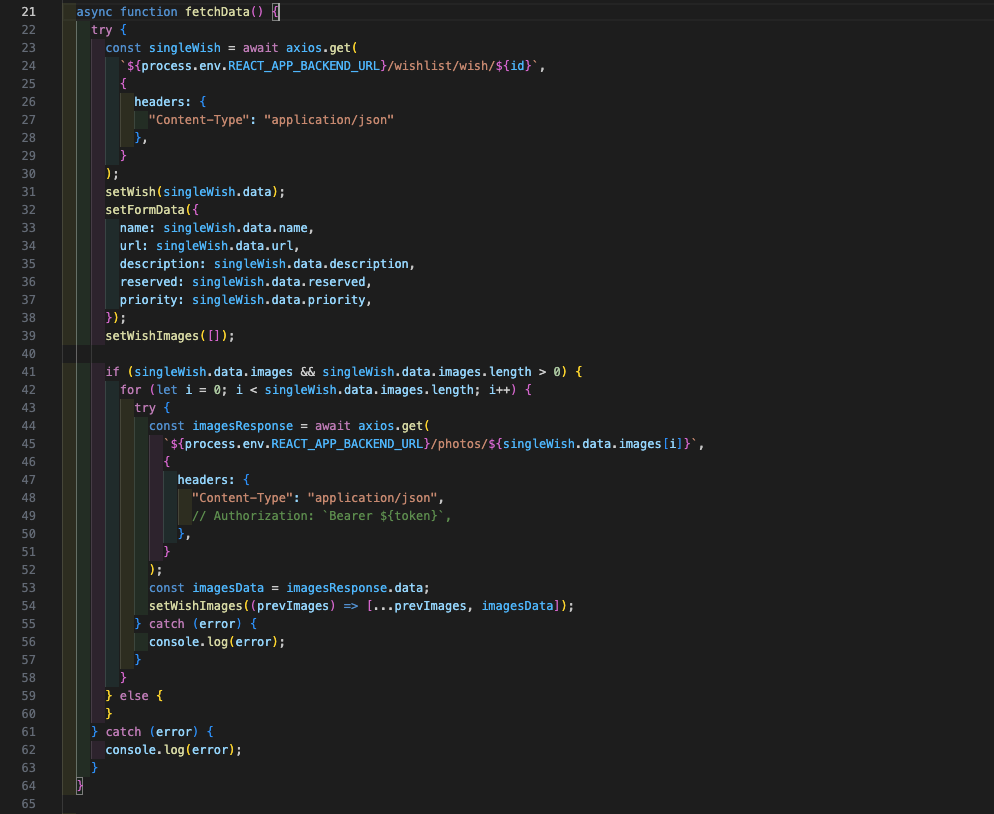 21 async function fetchData() {
22   try {
23     const singleWish = await axios.get(
24       `${process.env.REACT_APP_BACKEND_URL}/wishlist/wish/${id}`,
25       {
26         headers: {
27           "Content-Type": "application/json"
28         },
29       }
30     );
31     setWish(singleWish.data);
32     setFormData({
33       name: singleWish.data.name,
34       url: singleWish.data.url,
35       description: singleWish.data.description,
36       reserved: singleWish.data.reserved,
37       priority: singleWish.data.priority,
38     });
39     setWishImages([]);
40
41     if (singleWish.data.images && singleWish.data.images.length > 0) {
42       for (let i = 0; i < singleWish.data.images.length; i++) {
43         try {
44           const imagesResponse = await axios.get(
45             `${process.env.REACT_APP_BACKEND_URL}/photos/${singleWish.data.images[i]}`,
46             {
47               headers: {
48                 "Content-Type": "application/json",
49                 // Authorization: `Bearer ${token}`,
50               },
51             }
52           );
53           const imagesData = imagesResponse.data;
54           setWishImages((prevImages) => [...prevImages, imagesData]);
55         } catch (error) {
56           console.log(error);
57         }
58       }
59     } else {
60     }
61   } catch (error) {
62     console.log(error);
63   }
64 }
65